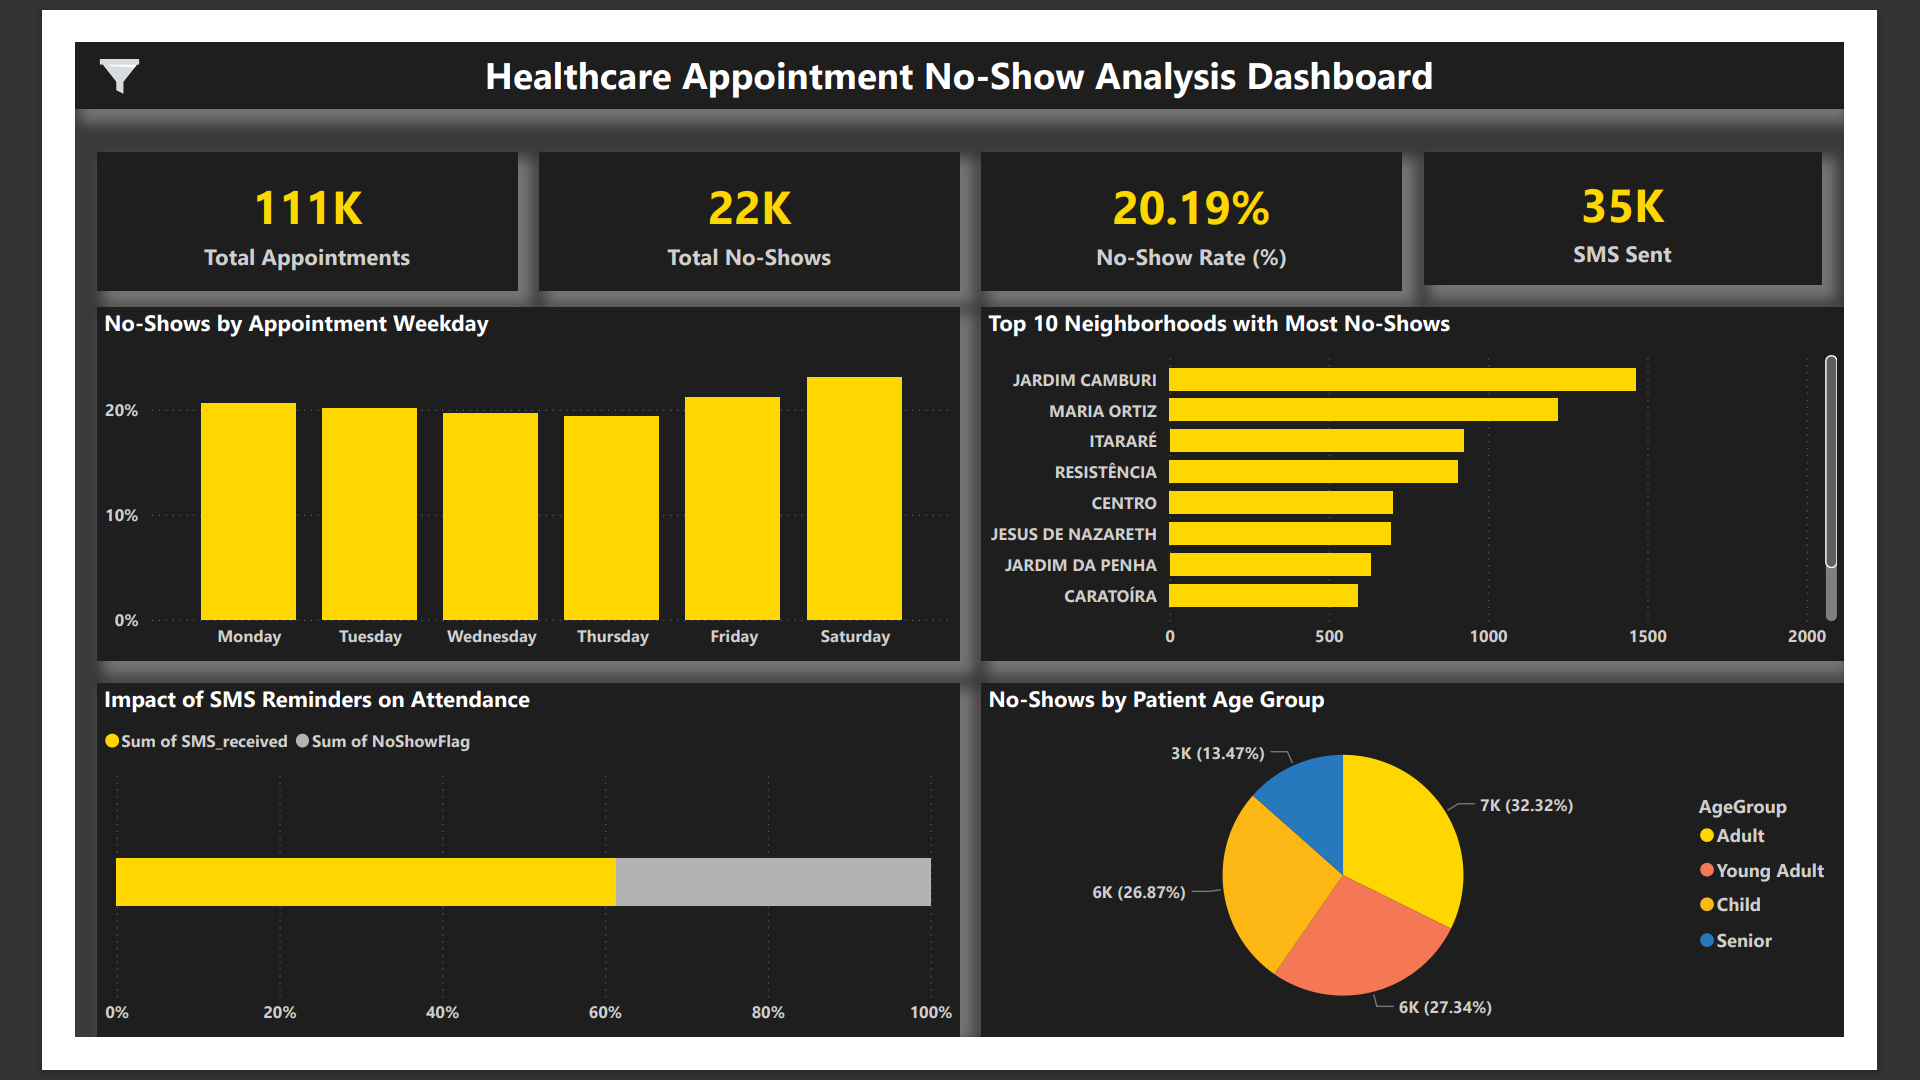 Healthcare Appointment No-Show Analysis Dashboard
111K
Total Appointments
22K
Total No-Shows
20.19%
No-Show Rate (%)
35K
SMS Sent
No-Shows by Appointment Weekday
20%
10%
0%
Monday Tuesday Wednesday Thursday Friday Saturday
Top 10 Neighborhoods with Most No-Shows
JARDIM CAMBURI
MARIA ORTIZ
ITARARÉ
RESISTÊNCIA
CENTRO
JESUS DE NAZARETH
JARDIM DA PENHA
CARATOÍRA
0 500 1000 1500 2000
Impact of SMS Reminders on Attendance
Sum of SMS_received Sum of NoShowFlag
0% 20% 40% 60% 80% 100%
No-Shows by Patient Age Group
3K (13.47%)
7K (32.32%)
6K (26.87%)
6K (27.34%)
AgeGroup
Adult
Young Adult
Child
Senior